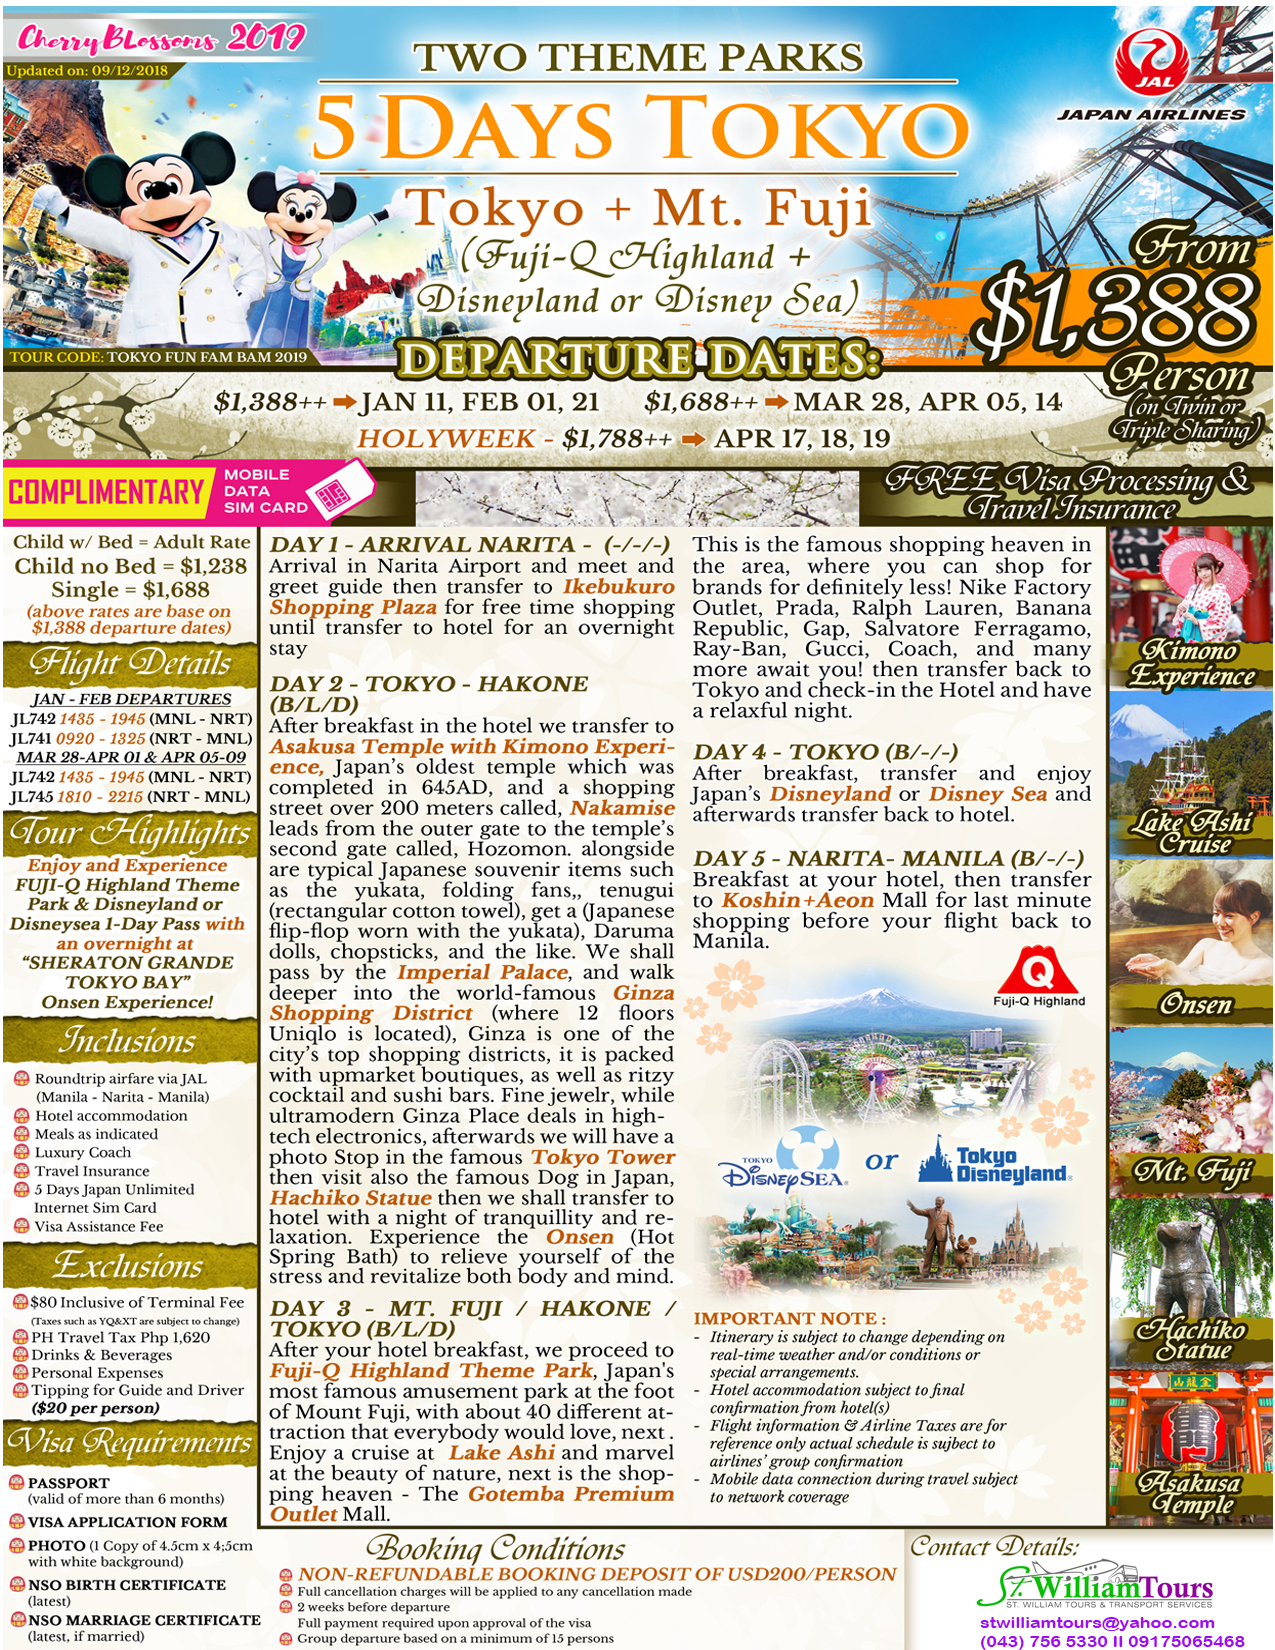 Cherry Blossoms 2019
Updated on: 09/12/2018
TWO THEME PARKS
5 DAYS TOKYO
Tokyo + Mt. Fuji
(Fuji-Q Highland +
Disneyland or Disney Sea)
JAL
JAPAN AIRLINES
From
$1,388
Person
(on Twin or
Triple Sharing)
TOUR CODE: TOKYO FUN FAM BAM 2019
DEPARTURE DATES:
$1,388++ JAN 11, FEB 01, 21 $1,688++ MAR 28, APR 05, 14
HOLYWEEK - $1,788++ APR 17, 18, 19
COMPLIMENTARY
MOBILE
DATA
SIM CARD
FREE Visa Processing &
Travel Insurance
Child w/ Bed = Adult Rate
Child no Bed = $1,238
Single = $1,688
(above rates are base on
$1,388 departure dates)
Flight Details
JAN - FEB DEPARTURES
JL742 1435 - 1945 (MNL - NRT)
JL741 0920 - 1325 (NRT - MNL)
MAR 28-APR 01 & APR 05-09
JL742 1435 - 1945 (MNL - NRT)
JL745 1810 - 2215 (NRT - MNL)
Tour Highlights
Enjoy and Experience
FUJI-Q Highland Theme
Park & Disneyland or
Disneysea 1-Day Pass with
an overnight at
“SHERATON GRANDE
TOKYO BAY”
Onsen Experience!
Inclusions
Roundtrip airfare via JAL
(Manila - Narita - Manila)
Hotel accommodation
Meals as indicated
Luxury Coach
Travel Insurance
5 Days Japan Unlimited
Internet Sim Card
Visa Assistance Fee
Exclusions
$80 Inclusive of Terminal Fee
(Taxes such as YQ&XT are subject to change)
PH Travel Tax Php 1,620
Drinks & Beverages
Personal Expenses
Tipping for Guide and Driver
($20 per person)
Visa Requirements
PASSPORT
(valid of more than 6 months)
VISA APPLICATION FORM
PHOTO (1 Copy of 4.5cm x 4;5cm
with white background)
NSO BIRTH CERTIFICATE
(latest)
NSO MARRIAGE CERTIFICATE
(latest, if married)
DAY 1 - ARRIVAL NARITA - (-/-/-)
Arrival in Narita Airport and meet and
greet guide then transfer to Ikebukuro
Shopping Plaza for free time shopping
until transfer to hotel for an overnight
stay
DAY 2 - TOKYO - HAKONE
(B/L/D)
After breakfast in the hotel we transfer to
Asakusa Temple with Kimono Experi-
ence, Japan’s oldest temple which was
completed in 645AD, and a shopping
street over 200 meters called, Nakamise
leads from the outer gate to the temple’s
second gate called, Hozomon. alongside
are typical Japanese souvenir items such
as the yukata, folding fans,, tenugui
(rectangular cotton towel), get a (Japanese
flip-flop worn with the yukata), Daruma
dolls, chopsticks, and the like. We shall
pass by the Imperial Palace, and walk
deeper into the world-famous Ginza
Shopping District (where 12 floors
Uniqlo is located), Ginza is one of the
city’s top shopping districts, it is packed
with upmarket boutiques, as well as ritzy
cocktail and sushi bars. Fine jewelr, while
ultramodern Ginza Place deals in high-
tech electronics, afterwards we will have a
photo Stop in the famous Tokyo Tower
then visit also the famous Dog in Japan,
Hachiko Statue then we shall transfer to
hotel with a night of tranquillity and re-
laxation. Experience the Onsen (Hot
Spring Bath) to relieve yourself of the
stress and revitalize both body and mind.
DAY 3 - MT. FUJI / HAKONE /
TOKYO (B/L/D)
After your hotel breakfast, we proceed to
Fuji-Q Highland Theme Park, Japan's
most famous amusement park at the foot
of Mount Fuji, with about 40 different at-
traction that everybody would love, next .
Enjoy a cruise at Lake Ashi and marvel
at the beauty of nature, next is the shop-
ping heaven - The Gotemba Premium
Outlet Mall.
This is the famous shopping heaven in
the area, where you can shop for
brands for definitely less! Nike Factory
Outlet, Prada, Ralph Lauren, Banana
Republic, Gap, Salvatore Ferragamo,
Ray-Ban, Gucci, Coach, and many
more await you! then transfer back to
Tokyo and check-in the Hotel and have
a relaxful night.
DAY 4 - TOKYO (B/-/-)
After breakfast, transfer and enjoy
Japan’s Disneyland or Disney Sea and
afterwards transfer back to hotel.
DAY 5 - NARITA- MANILA (B/-/-)
Breakfast at your hotel, then transfer
to Koshin+Aeon Mall for last minute
shopping before your flight back to
Manila.
Q
Fuji-Q Highland
TOKYO
DISNEYSEA
or
Tokyo
Disneyland
IMPORTANT NOTE :
- Itinerary is subject to change depending on
real-time weather and/or conditions or
special arrangements.
- Hotel accommodation subject to final
confirmation from hotel(s)
- Flight information & Airline Taxes are for
reference only actual schedule is sujbect to
airlines’ group confirmation
- Mobile data connection during travel subject
to network coverage
Kimono
Experience
Lake Ashi
Cruise
Onsen
Mt. Fuji
Hachiko
Statue
金龍山
Asakusa
Temple
Booking Conditions
NON-REFUNDABLE BOOKING DEPOSIT OF USD200/PERSON
Full cancellation charges will be applied to any cancellation made
2 weeks before departure
Full payment required upon approval of the visa
Group departure based on a minimum of 15 persons
Contact Details:
ST. William Tours
ST. WILLIAM TOURS & TRANSPORT SERVICES
stwilliamtours@yahoo.com
(043) 756 5330 II 09175065468